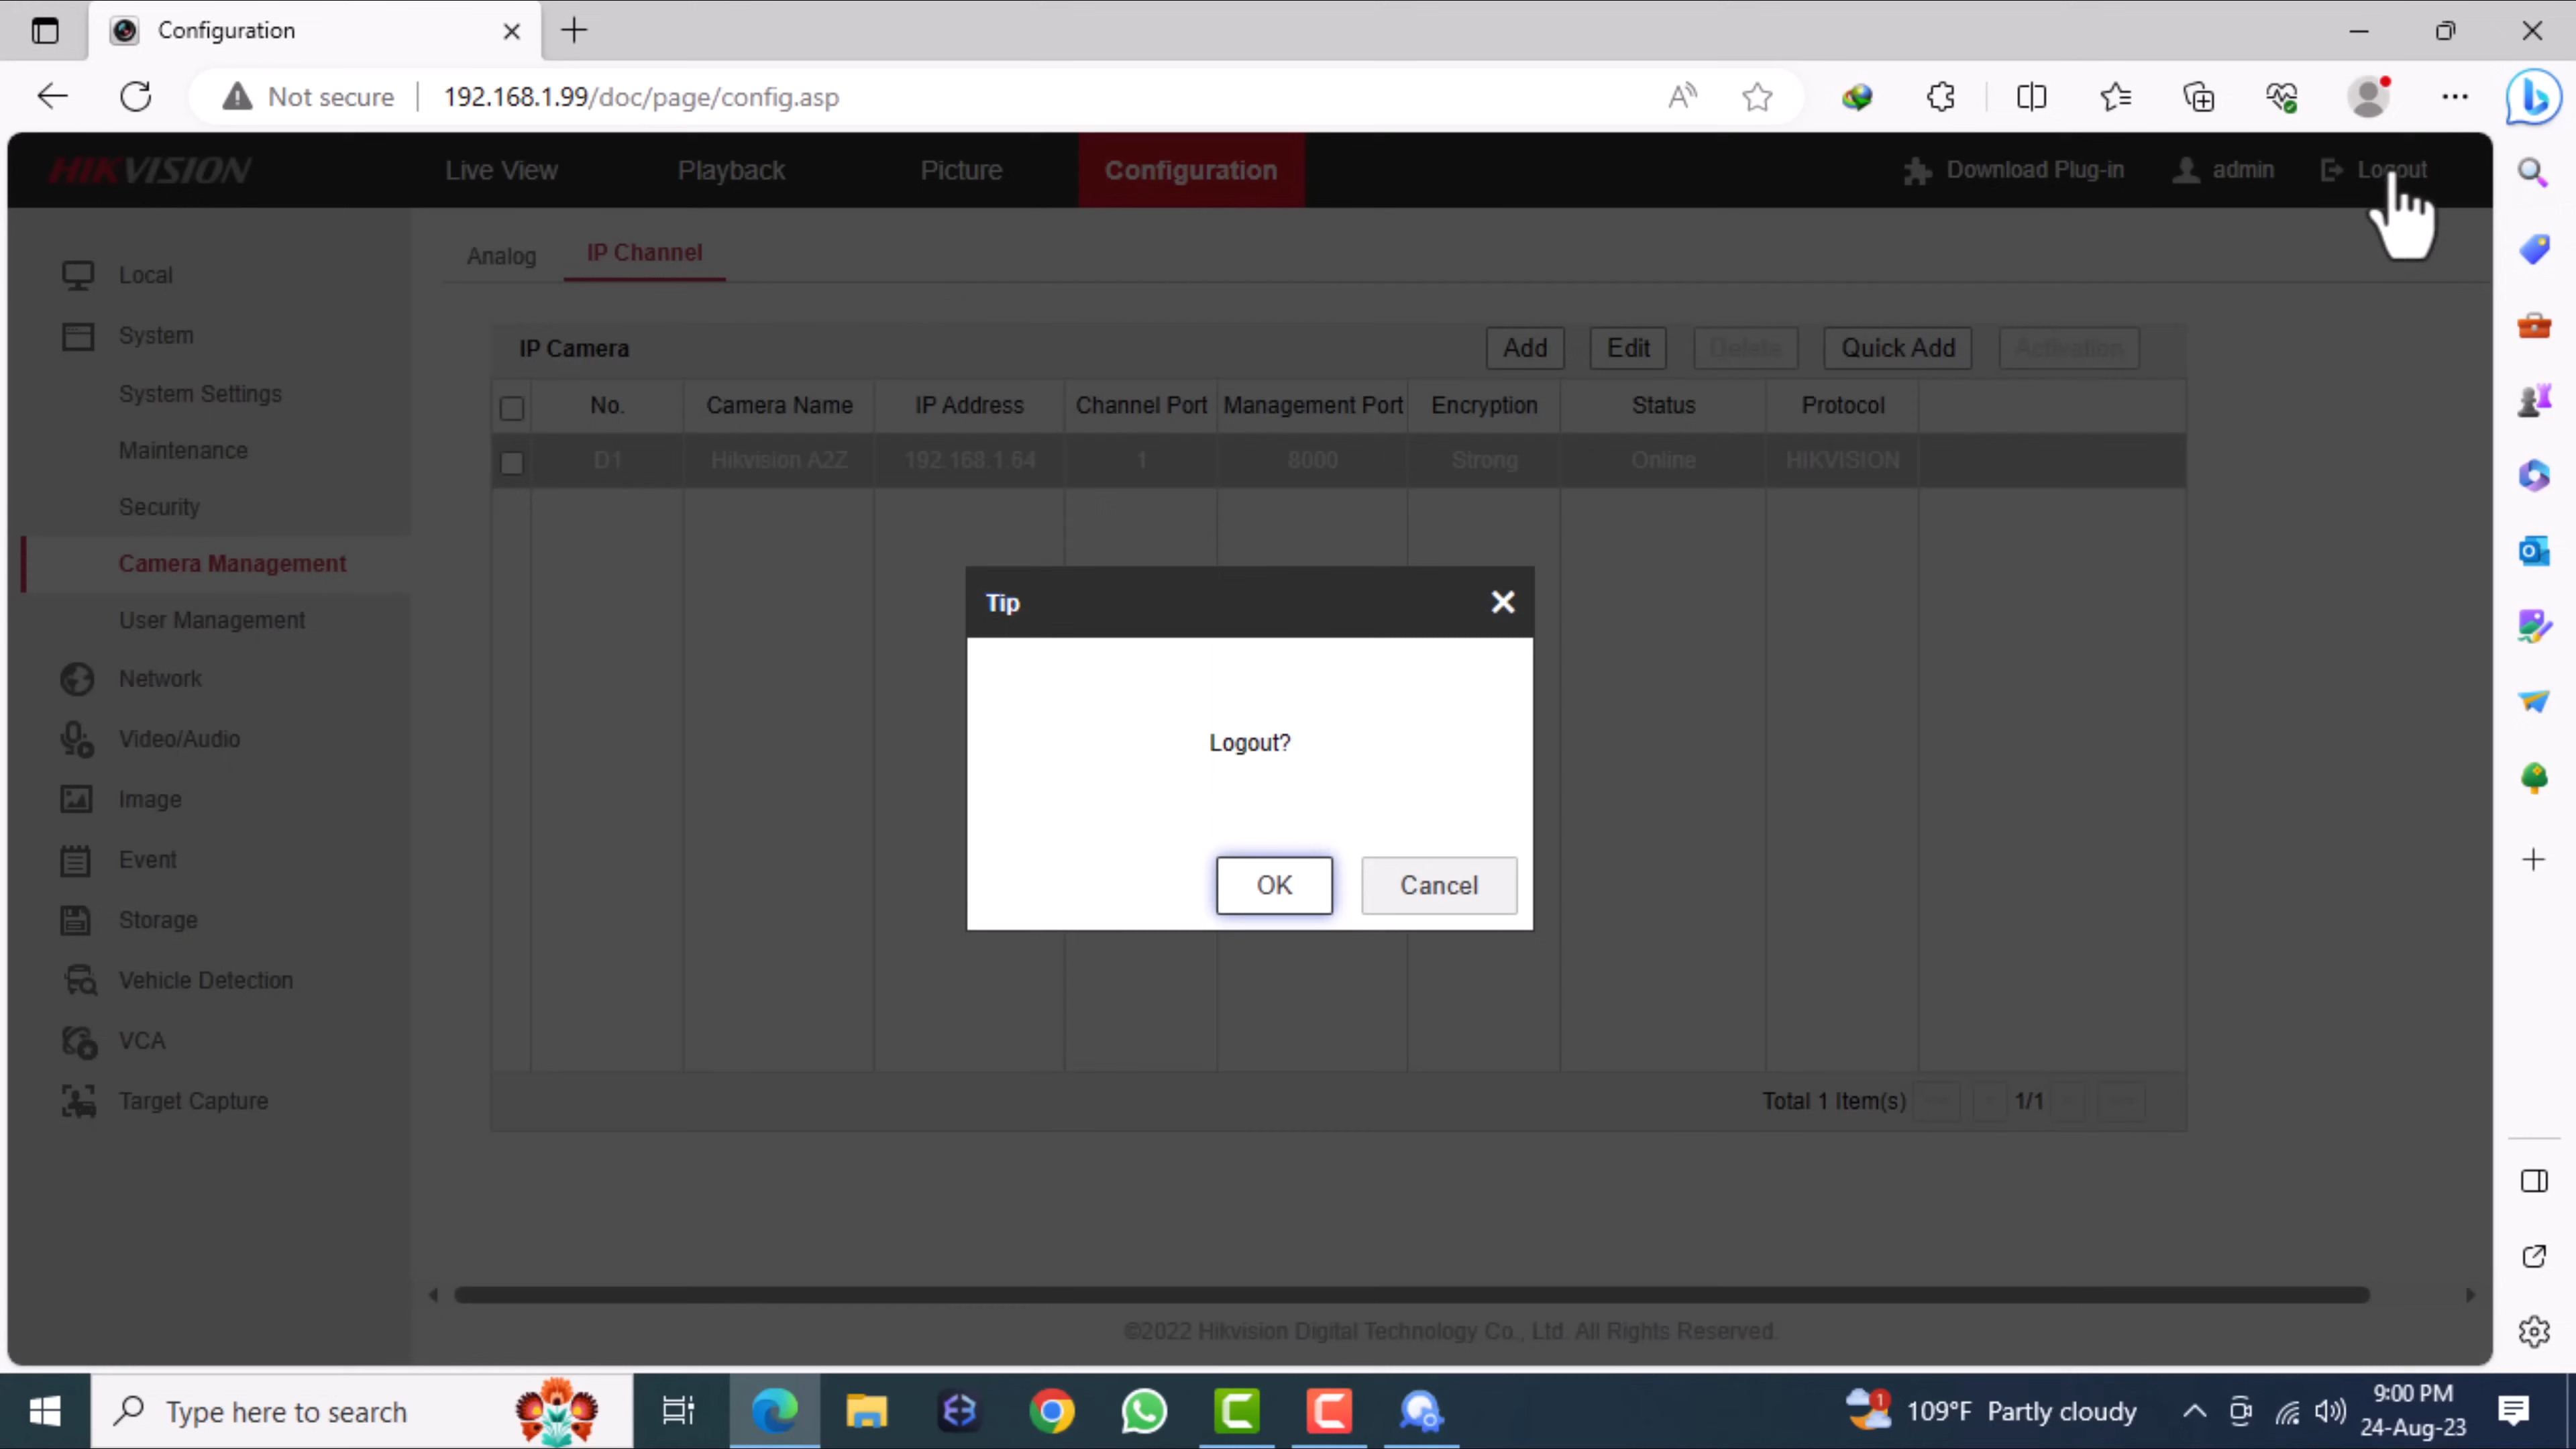 Configuration
Not secure 192.168.1.99/doc/page/config.asp
HIKVISION Live View Playback Picture Configuration Download Plug-in admin Logout
Analog IP Channel
Local
System
System Settings
Maintenance
Security
Camera Management
User Management
Network
Video/Audio
Image
Event
Storage
Vehicle Detection
VCA
Target Capture
IP Camera Add Edit Delete Quick Add Activation
No. Camera Name IP Address Channel Port Management Port Encryption Status Protocol
D1 Hikvision A2Z 192.168.1.64 1 8000 Strong Online HIKVISION
Tip
Logout?
OK Cancel
Total 1 Item(s) 1/1
©2022 Hikvision Digital Technology Co., Ltd. All Rights Reserved.
Type here to search
1 109°F Partly cloudy
9:00 PM
24-Aug-23